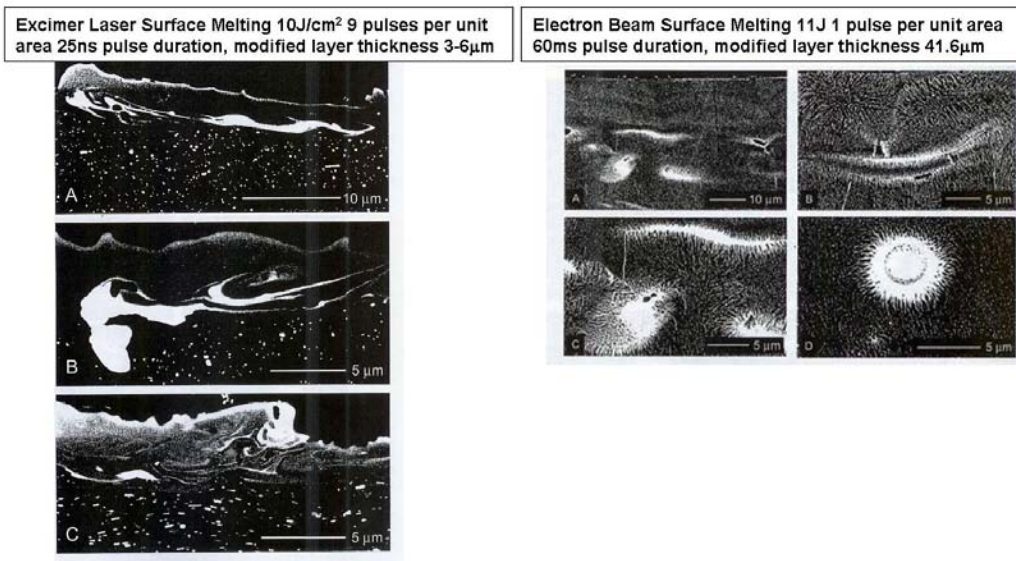 Excimer Laser Surface Melting 10J/cm² 9 pulses per unit
area 25ns pulse duration, modified layer thickness 3-6μm
A
10 μm
B
5 μm
C
5 μm
Electron Beam Surface Melting 11J 1 pulse per unit area
60ms pulse duration, modified layer thickness 41.6μm
A
10 μm
B
5 μm
C
5 μm
D
5 μm